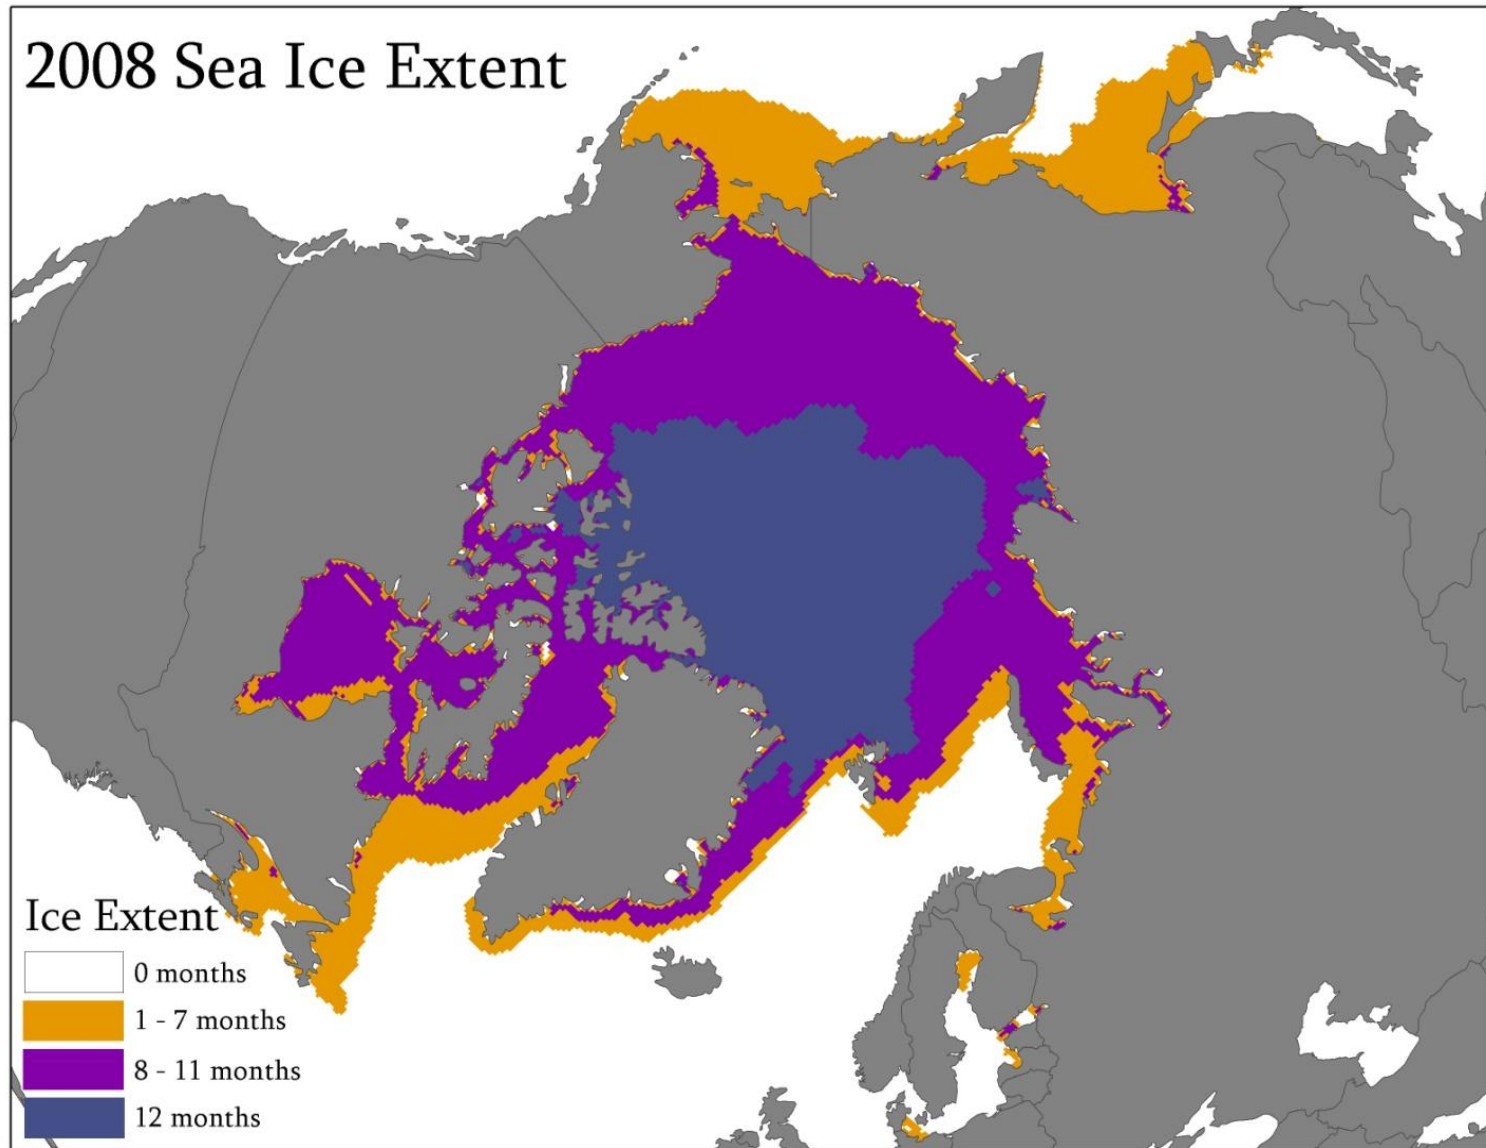 2008 Sea Ice Extent
Ice Extent
0 months
1 - 7 months
8 - 11 months
12 months